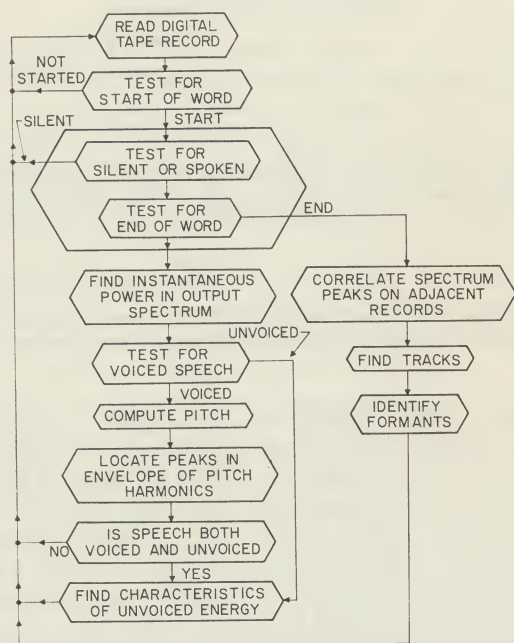 READ DIGITAL
TAPE RECORD
NOT
STARTED
TEST FOR
START OF WORD
START
SILENT
TEST FOR
SILENT OR SPOKEN
TEST FOR
END OF WORD
END
FIND INSTANTANEOUS
POWER IN OUTPUT
SPECTRUM
CORRELATE SPECTRUM
PEAKS ON ADJACENT
RECORDS
UNVOICED
TEST FOR
VOICED SPEECH
FIND TRACKS
VOICED
COMPUTE PITCH
IDENTIFY
FORMANTS
LOCATE PEAKS IN
ENVELOPE OF PITCH
HARMONICS
IS SPEECH BOTH
VOICED AND UNVOICED
NO
YES
FIND CHARACTERISTICS
OF UNVOICED ENERGY